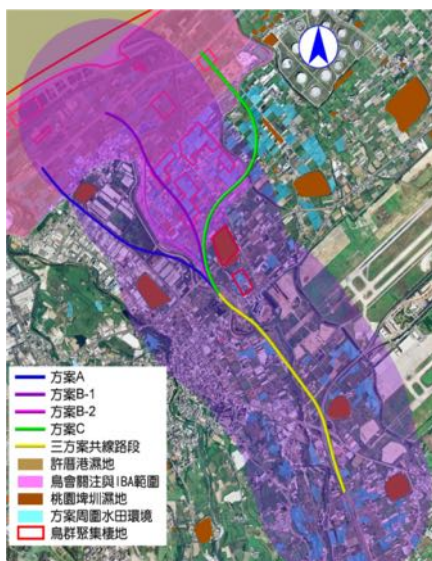 方案A
方案B-1
方案B-2
方案C
三方案共線路段
許厝港濕地
鳥會關注與IBA範圍
桃園埤圳濕地
方案周圍水田環境
鳥群聚集棲地